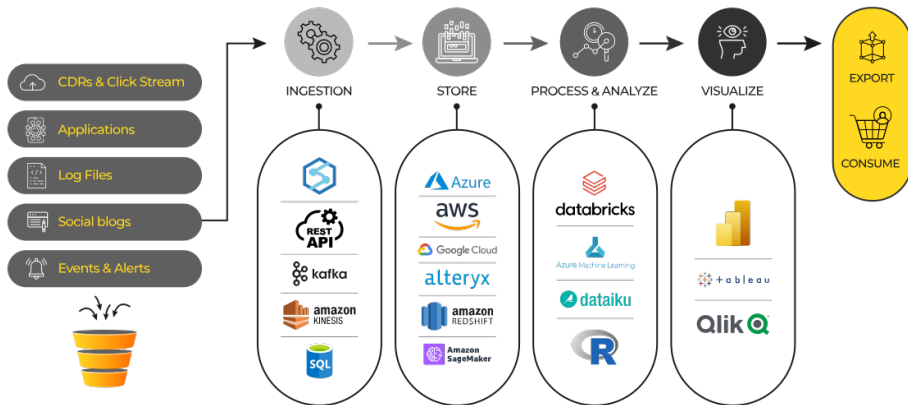 CDRs & Click Stream
Applications
Log Files
Social blogs
Events & Alerts
INGESTION
STORE
PROCESS & ANALYZE
VISUALIZE
EXPORT
CONSUME
REST
API
kafka
amazon
KINESIS
SQL
Azure
aws
Google Cloud
alteryx
amazon
REDSHIFT
Amazon
SageMaker
databricks
Azure Machine Learning
dataiku
R
+ableau
Qlik